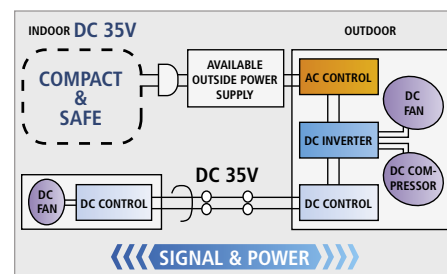 INDOOR DC 35V
OUTDOOR
COMPACT
&
SAFE
AVAILABLE
OUTSIDE POWER
SUPPLY
AC CONTROL
DC
FAN
DC INVERTER
DC COM-
PRESSOR
DC 35V
DC
FAN
DC CONTROL
DC CONTROL
SIGNAL & POWER